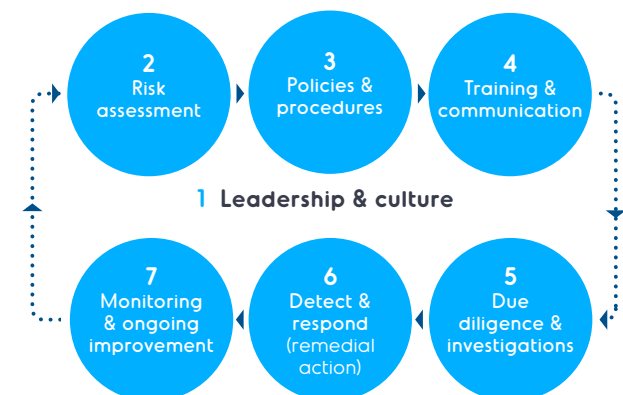 2
Risk
assessment
3
Policies &
procedures
4
Training &
communication
1 Leadership & culture
7
Monitoring
& ongoing
improvement
6
Detect &
respond
(remedial
action)
5
Due
diligence &
investigations